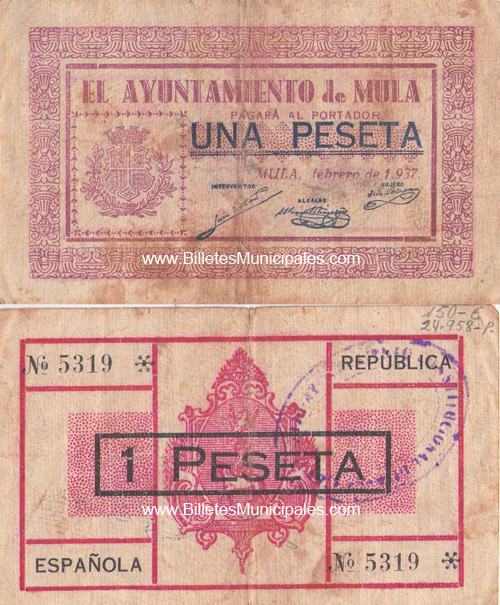 EL AYUNTAMIENTO de MULA
PAGARÁ AL PORTADOR
UNA PESETA
MULA, febrero de 1.937.
INTERVENTOR
ALCALDE
CAJERO
www.BilletesMunicipales.com
150-€
24.958-P.
№ 5319 *
REPÚBLICA
1 PESETA
www.BilletesMunicipales.com
ESPAÑOLA
№ 5319 *